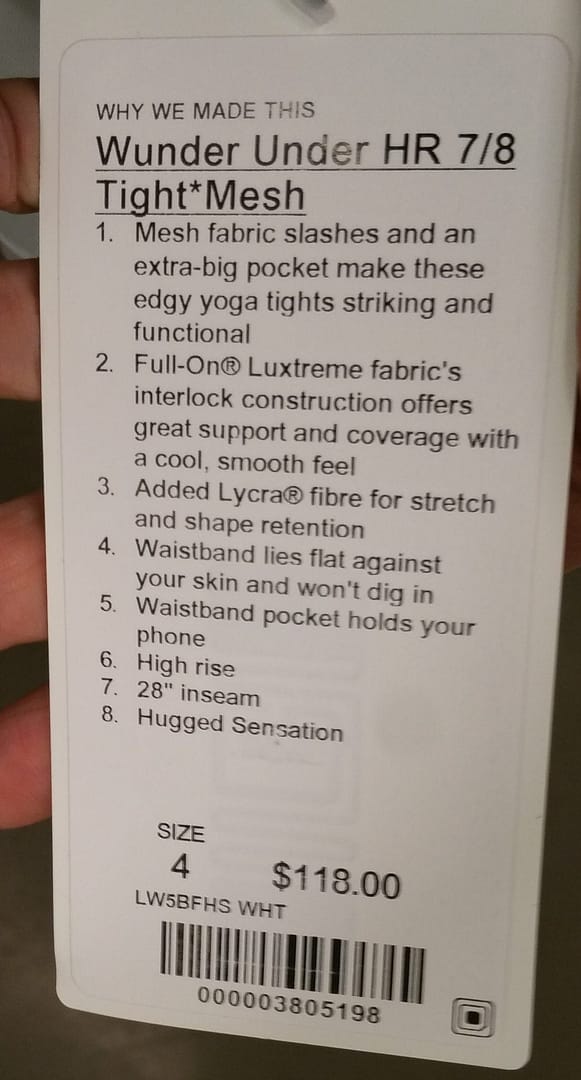 WHY WE MADE THIS
Wunder Under HR 7/8
Tight*Mesh
1. Mesh fabric slashes and an
extra-big pocket make these
edgy yoga tights striking and
functional
2. Full-On® Luxtreme fabric's
interlock construction offers
great support and coverage with
a cool, smooth feel
3. Added Lycra® fibre for stretch
and shape retention
4. Waistband lies flat against
your skin and won't dig in
5. Waistband pocket holds your
phone
6. High rise
7. 28" inseam
8. Hugged Sensation
SIZE
4 $118.00
LW5BFHS WHT
000003805198